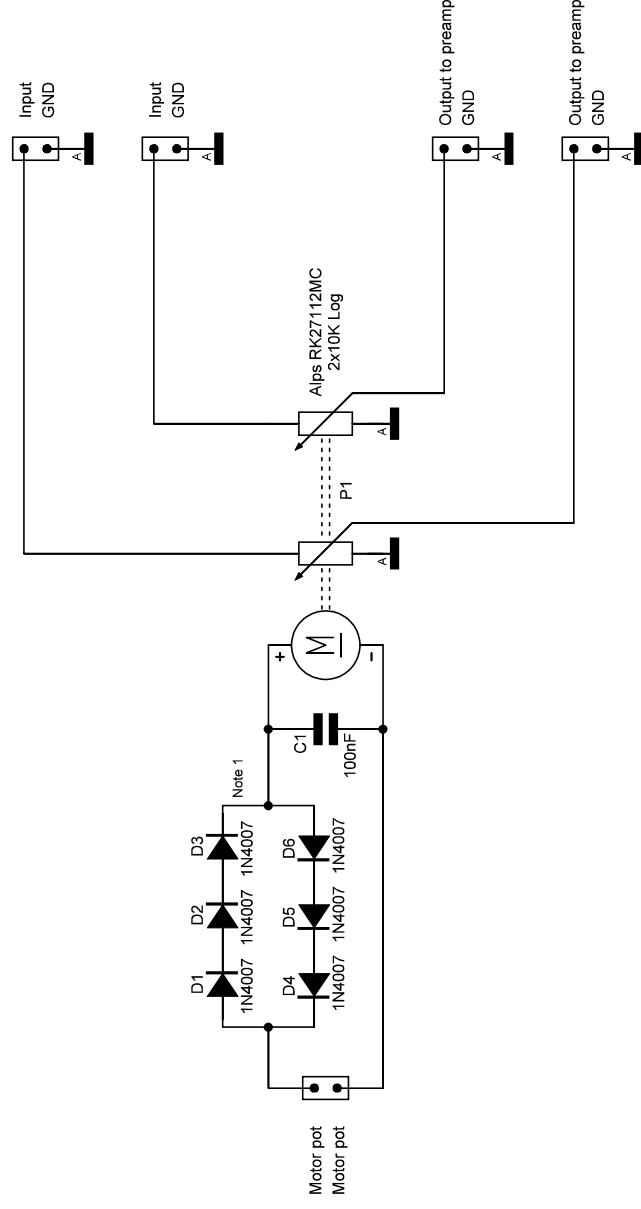 Input
GND
A
Input
GND
A
Output to preamp
GND
A
Output to preamp
GND
A
Alps RK27112MC
2x10K Log
A
P1
A
M
+
-
C1
100nF
Note 1
D3
1N4007
D2
1N4007
D1
1N4007
D6
1N4007
D5
1N4007
D4
1N4007
Motor pot
Motor pot